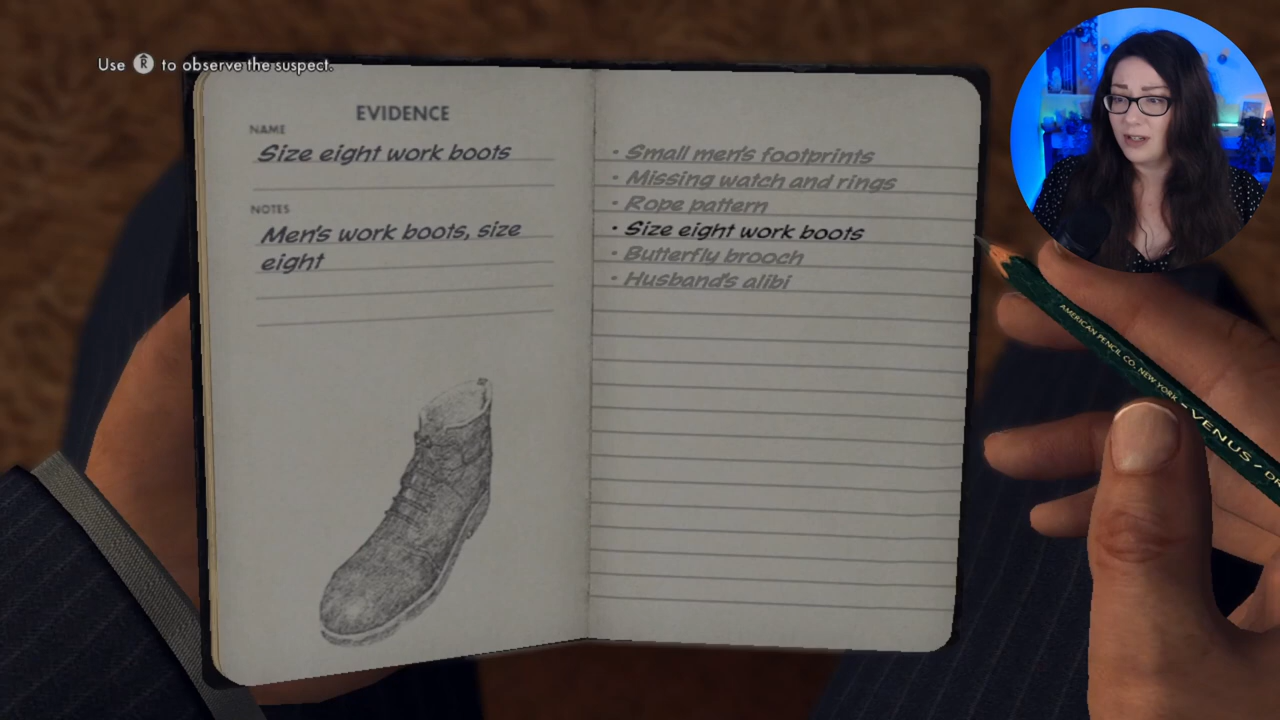 Use R to observe the suspect.
EVIDENCE
NAME
Size eight work boots
NOTES
Men's work boots, size
eight
• Small men's footprints
• Missing watch and rings
• Rope pattern
• Size eight work boots
• Butterfly brooch
• Husband's alibi
AMERICAN PENCIL CO. NEW YORK - VENUS / DR